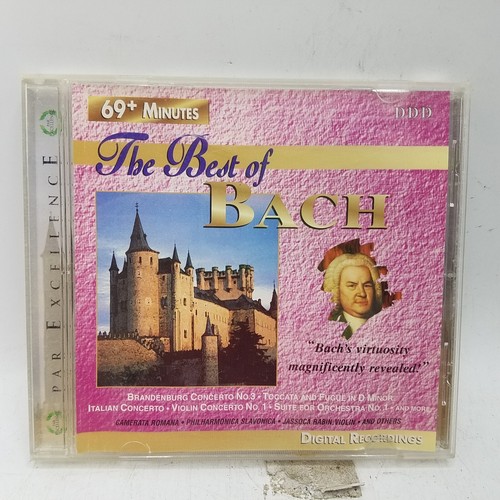 69+ MINUTES
DDD
The Best of
BACH
PAR EXCELLENCE
"Bach's virtuosity
magnificently revealed!"
BRANDENBURG CONCERTO NO.3 • TOCCATA AND FUGUE IN D MINOR
ITALIAN CONCERTO • VIOLIN CONCERTO NO. 1 • SUITE FOR ORCHESTRA NO. 1 • AND MORE
CAMERATA ROMANA • PHILHARMONICA SLAVONICA • JASSOCA RABIN, VIOLIN • AND OTHERS
DIGITAL RECORDINGS